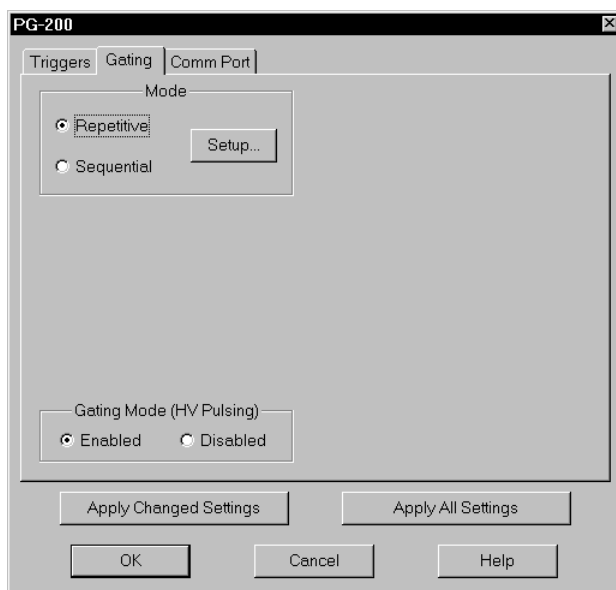 PG-200
Triggers Gating Comm Port
Mode
Repetitive
Setup...
Sequential
Gating Mode (HV Pulsing)
Enabled Disabled
Apply Changed Settings Apply All Settings
OK Cancel Help